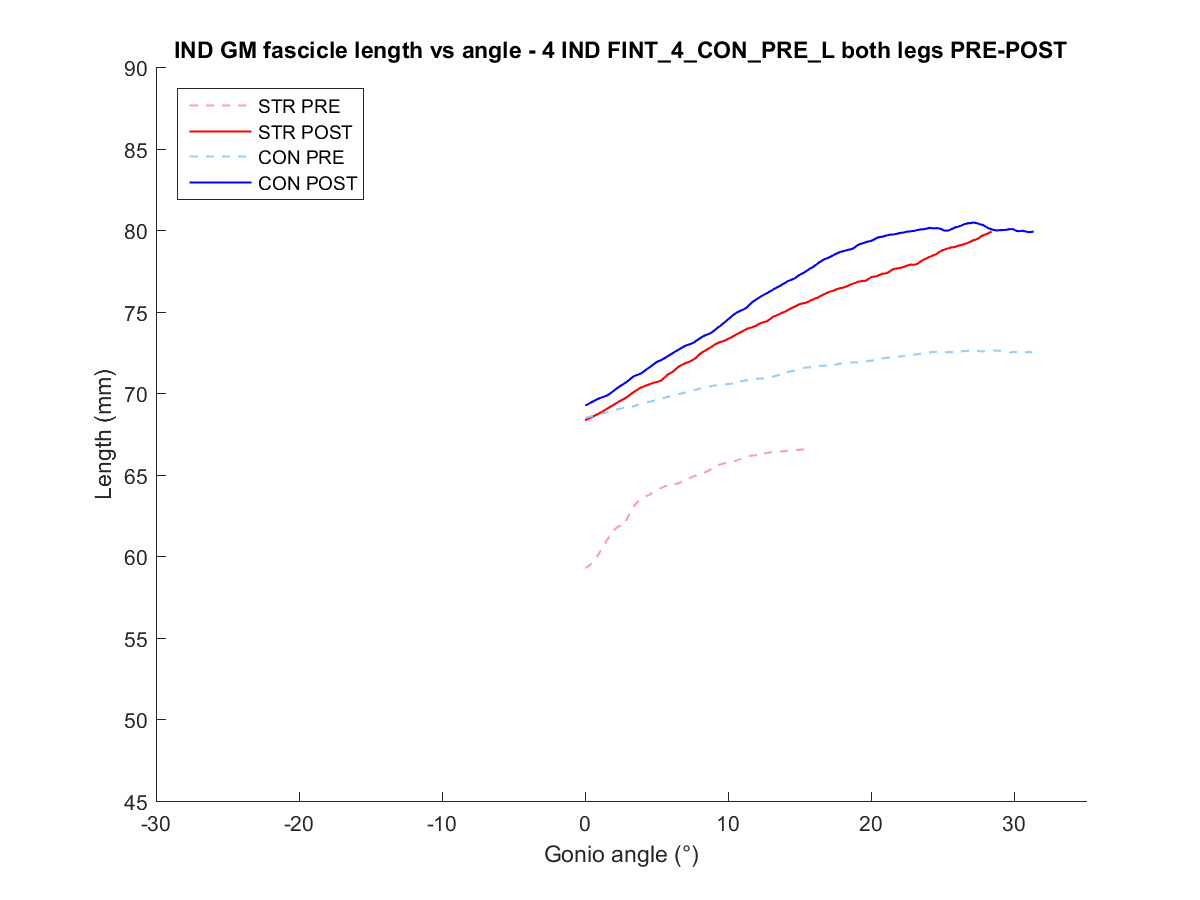 IND GM fascicle length vs angle - 4 IND FINT_4_CON_PRE_L both legs PRE-POST
90
85
80
75
70
65
60
55
50
45
Length (mm)
STR PRE
STR POST
CON PRE
CON POST
-30 -20 -10 0 10 20 30
Gonio angle (°)